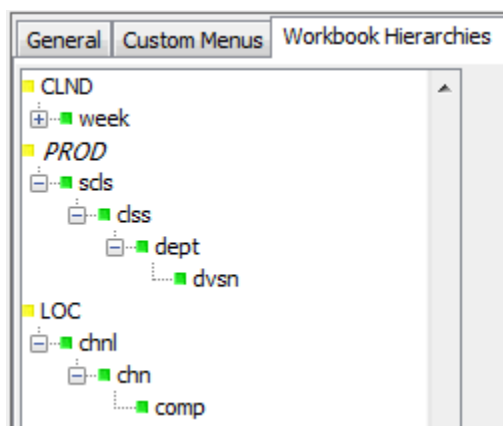 General Custom Menus Workbook Hierarchies
CLND
week
PROD
scls
clss
dept
dvsn
LOC
chnl
chn
comp